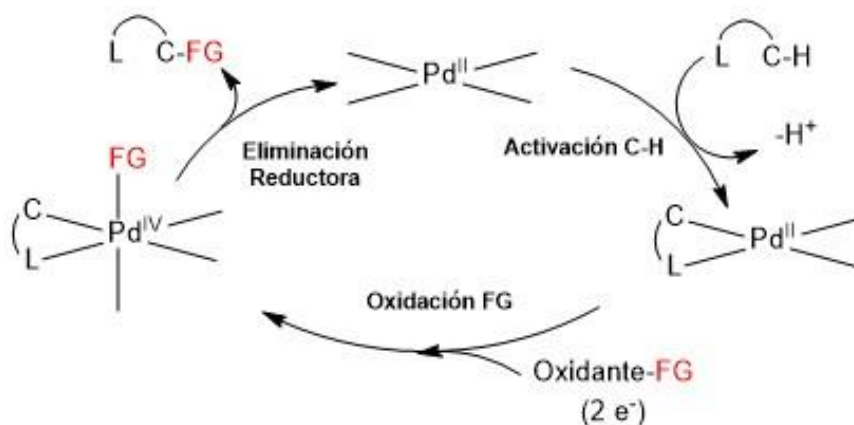 L C-FG
Pd^II
L C-H
-H⁺
Activación C-H
Eliminación
Reductora
FG
C
L
Pd^IV
C
L
Pd^II
Oxidación FG
Oxidante-FG
(2 e⁻)